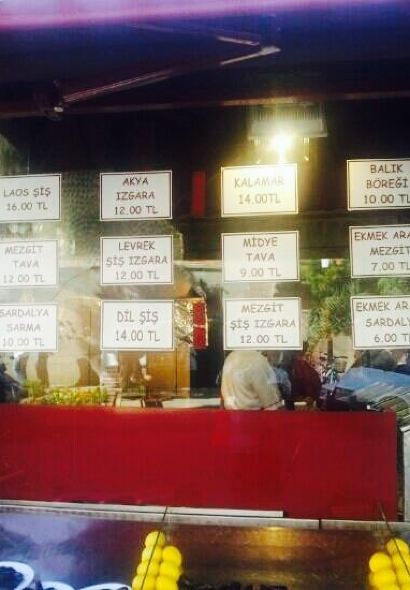 LAOS ŞİŞ
16.00 TL
AKYA
IZGARA
12.00 TL
KALAMAR
14.00TL
BALIK
BÖREĞİ
10.00 TL
MEZGİT
TAVA
12.00 TL
LEVREK
ŞİŞ IZGARA
12.00 TL
MİDYE
TAVA
9.00 TL
EKMEK ARA
MEZGİT
7.00 TL
SARDALYA
SARMA
10.00 TL
DİL ŞİŞ
14.00 TL
MEZGİT
ŞİŞ IZGARA
12.00 TL
EKMEK ARA
SARDALY
6.00 TL